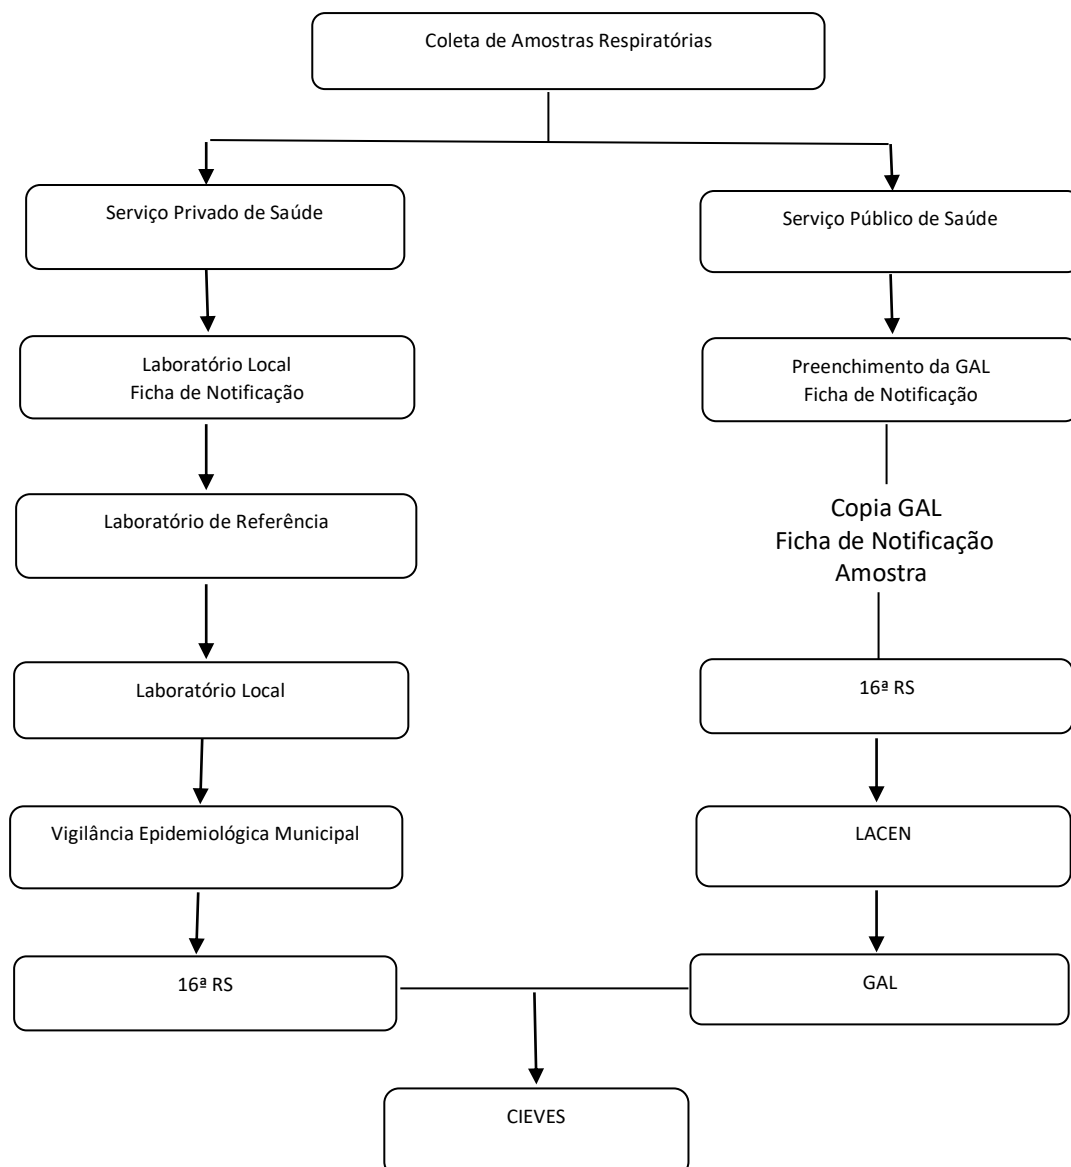 Coleta de Amostras Respiratórias
Serviço Privado de Saúde
Serviço Público de Saúde
Laboratório Local
Ficha de Notificação
Preenchimento da GAL
Ficha de Notificação
Laboratório de Referência
Copia GAL
Ficha de Notificação
Amostra
Laboratório Local
16ª RS
Vigilância Epidemiológica Municipal
LACEN
16ª RS
GAL
CIEVES